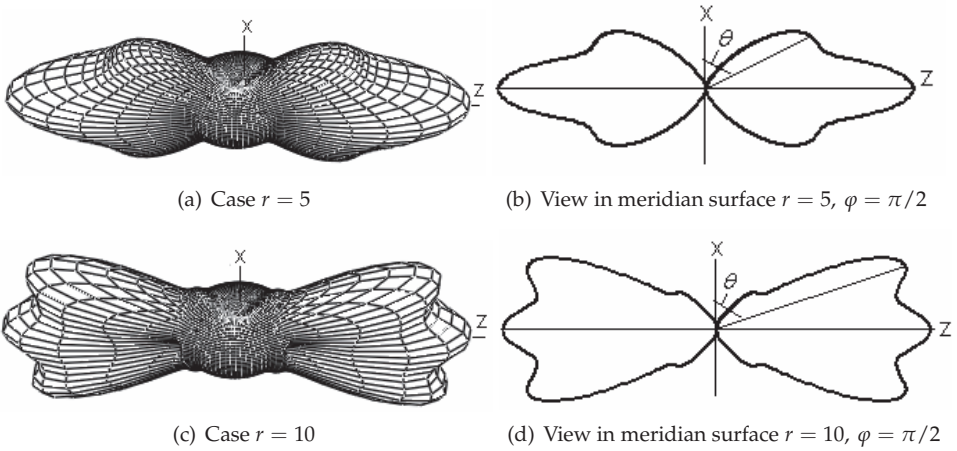 X
Z
X
θ
Z
(a) Case r = 5
(b) View in meridian surface r = 5, φ = π/2
X
Z
X
θ
Z
(c) Case r = 10
(d) View in meridian surface r = 10, φ = π/2